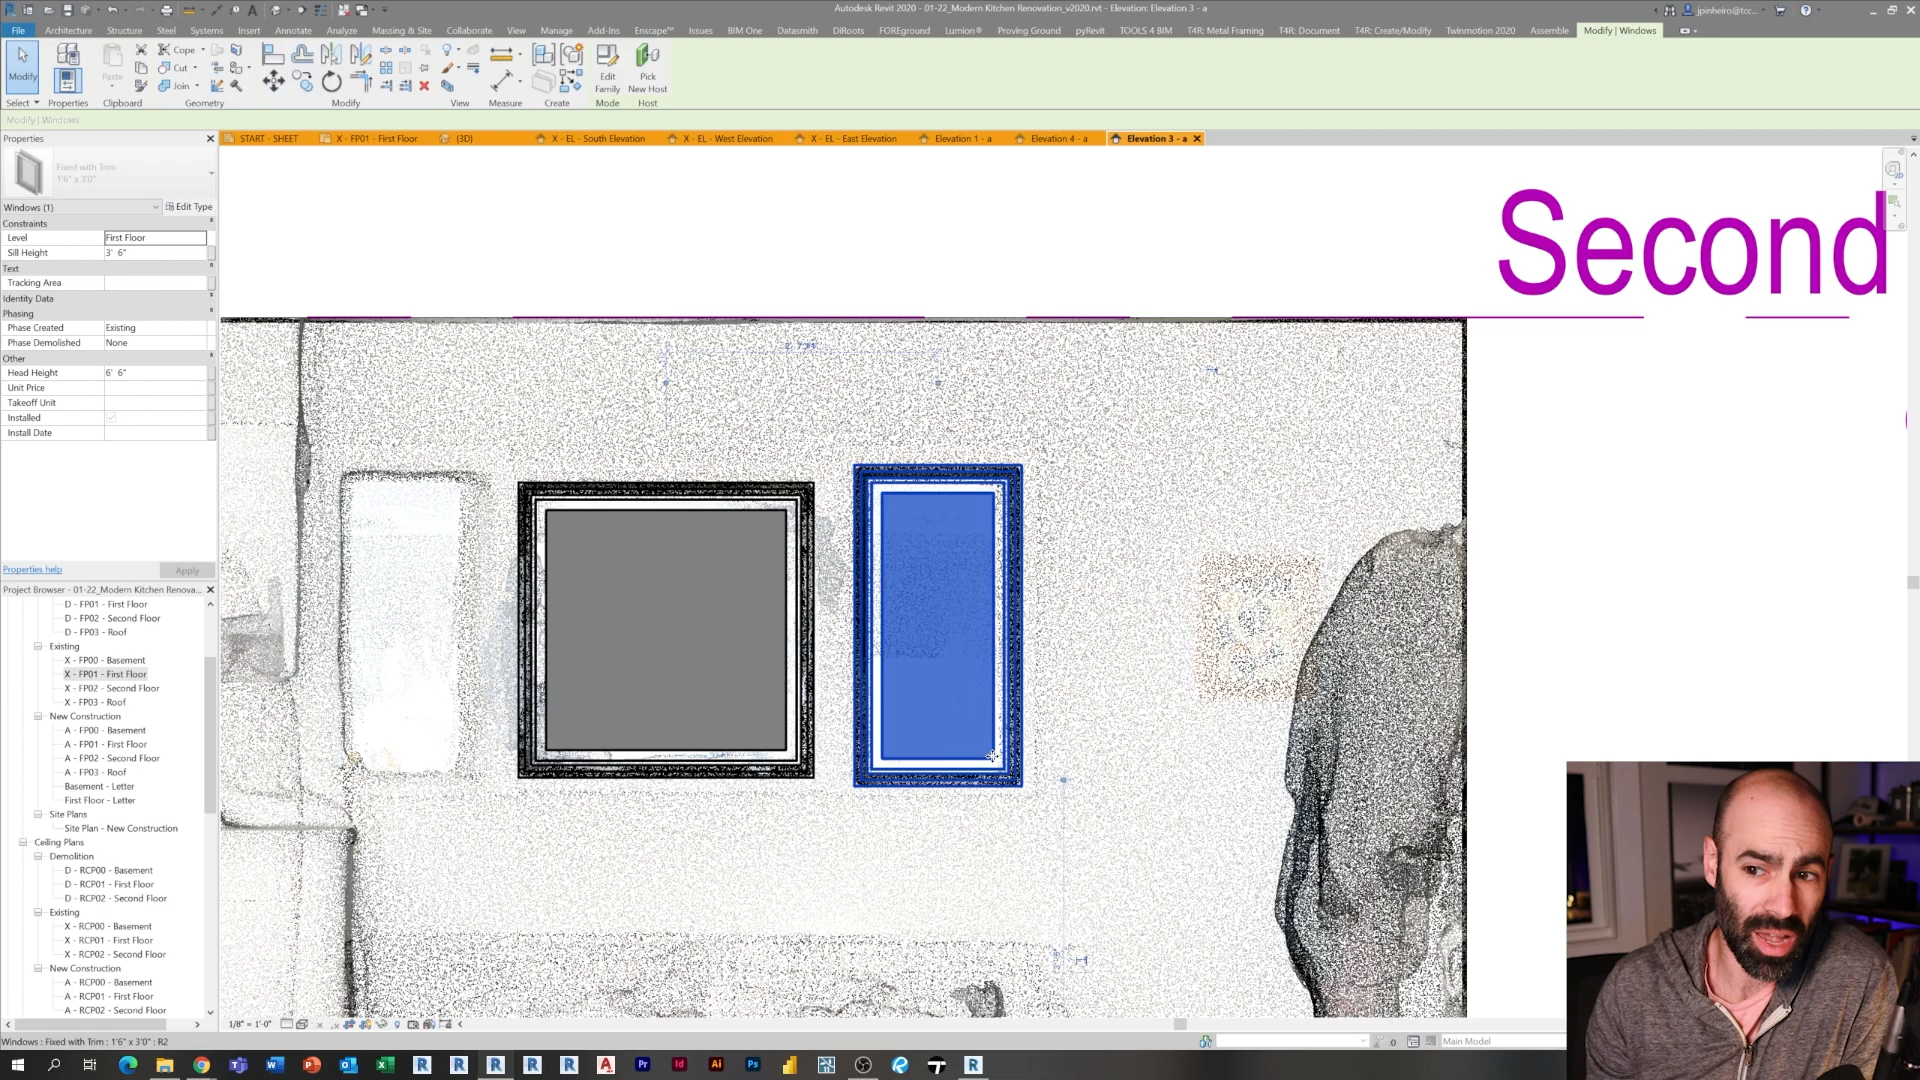 Autodesk Revit 2020 - 01-22_Modern Kitchen Renovation_v2020.rvt - Elevation: Elevation 3 - a
jpinheiro@tcc...
File Architecture Structure Steel Systems Insert Annotate Analyze Massing & Site Collaborate View Manage Add-Ins Enscape™ Issues BIM One Datasmith DiRoots FOREground Lumion® Proving Ground pyRevit TOOLS 4 BIM T4R: Metal Framing T4R: Document T4R: Create/Modify Twinmotion 2020 Assemble Modify | Windows
Cope
Cut
Join
Modify Paste Edit Family Pick New Host
Select Properties Clipboard Geometry Modify View Measure Create Mode Host
Modify | Windows
Properties
START - SHEET X - FP01 - First Floor (3D) X - EL - South Elevation X - EL - West Elevation X - EL - East Elevation Elevation 1 - a Elevation 4 - a Elevation 3 - a
Fixed with Trim
1'6" x 3'0"
Windows (1) Edit Type
Constraints
Level First Floor
Sill Height 3' 6"
Text
Tracking Area
Identity Data
Phasing
Phase Created Existing
Phase Demolished None
Other
Head Height 6' 6"
Unit Price
Takeoff Unit
Installed
Install Date
Second
Properties help Apply
Project Browser - 01-22_Modern Kitchen Renova...
D - FP01 - First Floor
D - FP02 - Second Floor
D - FP03 - Roof
Existing
X - FP00 - Basement
X - FP01 - First Floor
X - FP02 - Second Floor
X - FP03 - Roof
New Construction
A - FP00 - Basement
A - FP01 - First Floor
A - FP02 - Second Floor
A - FP03 - Roof
Basement - Letter
First Floor - Letter
Site Plans
Site Plan - New Construction
Ceiling Plans
Demolition
D - RCP00 - Basement
D - RCP01 - First Floor
D - RCP02 - Second Floor
Existing
X - RCP00 - Basement
X - RCP01 - First Floor
X - RCP02 - Second Floor
New Construction
A - RCP00 - Basement
A - RCP01 - First Floor
A - RCP02 - Second Floor
1/8" = 1'-0"
Windows : Fixed with Trim : 1'6" x 3'0" : R2
:0 Main Model